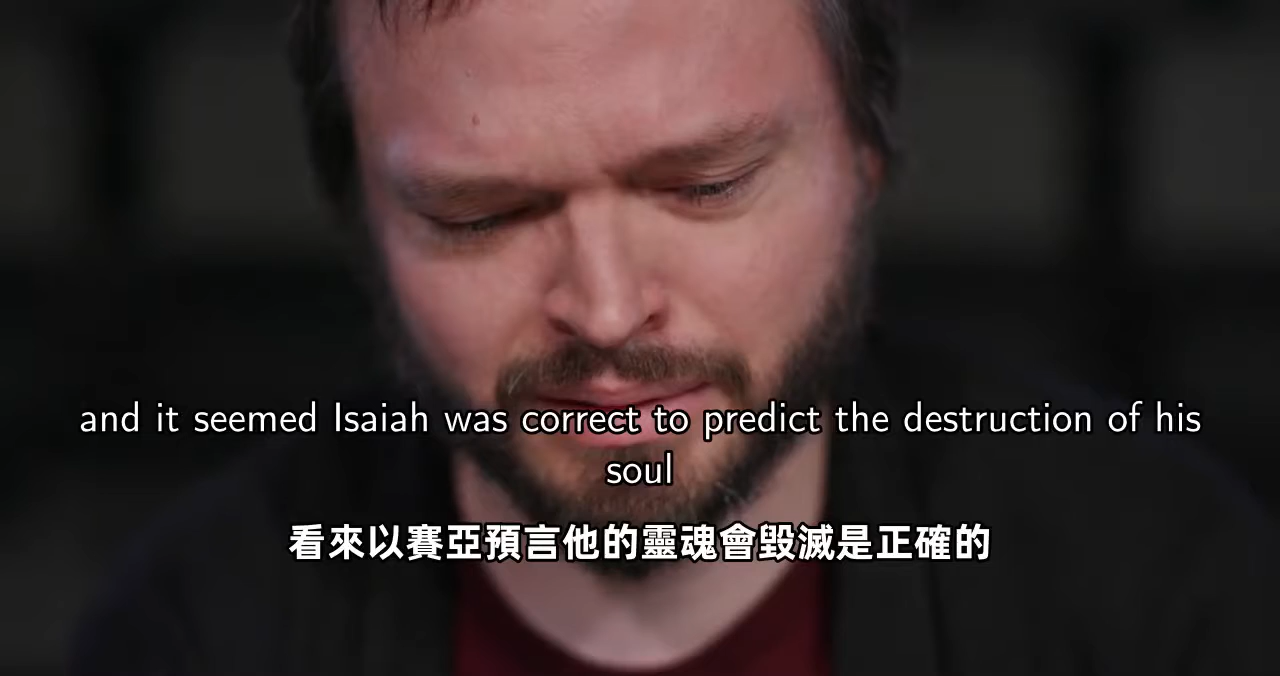 and it seemed Isaiah was correct to predict the destruction of his
soul
看來以賽亞預言他的靈魂會毀滅是正確的